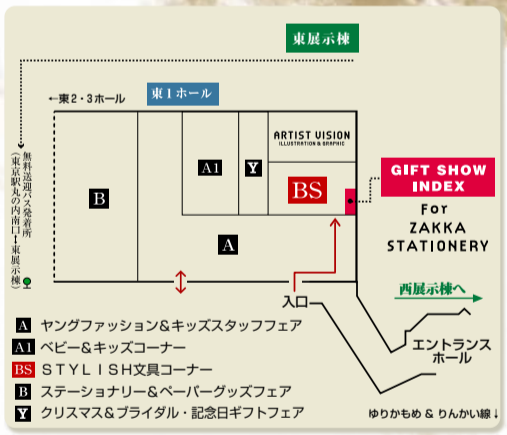 東展示棟
←東2・3ホール
東1ホール
無料送迎バス発着所
(東京駅丸の内南口↔東展示棟)
ARTIST VISION
ILLUSTRATION & GRAPHIC
A1
Y
BS
B
A
GIFT SHOW
INDEX
For
ZAKKA
STATIONERY
西展示棟へ
入口
エントランス
ホール
A ヤングファッション&キッズスタッフフェア
A1 ベビー&キッズコーナー
BS STYLISH文具コーナー
B ステーショナリー&ペーパーグッズフェア
Y クリスマス&ブライダル・記念日ギフトフェア
ゆりかもめ & りんかい線↓